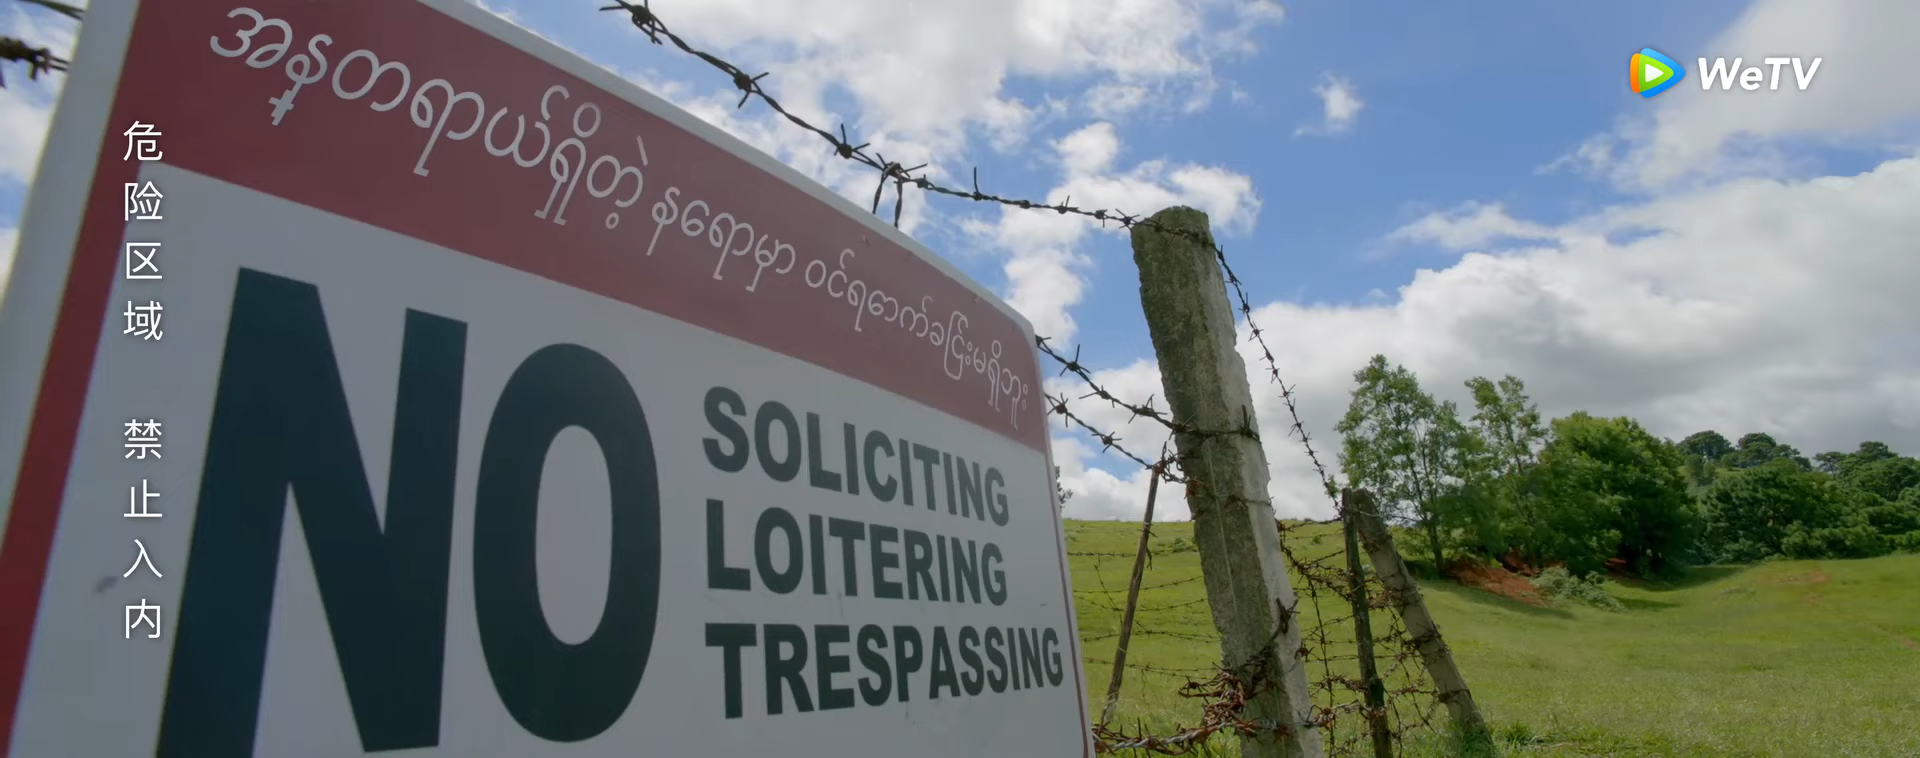 အန္တရာယ်ရှိတဲ့ နေရာမှာ ဝင်ရောက်ခြင်းမရှိဘူး
NO
SOLICITING
LOITERING
TRESPASSING
危险区域 禁止入内
WeTV